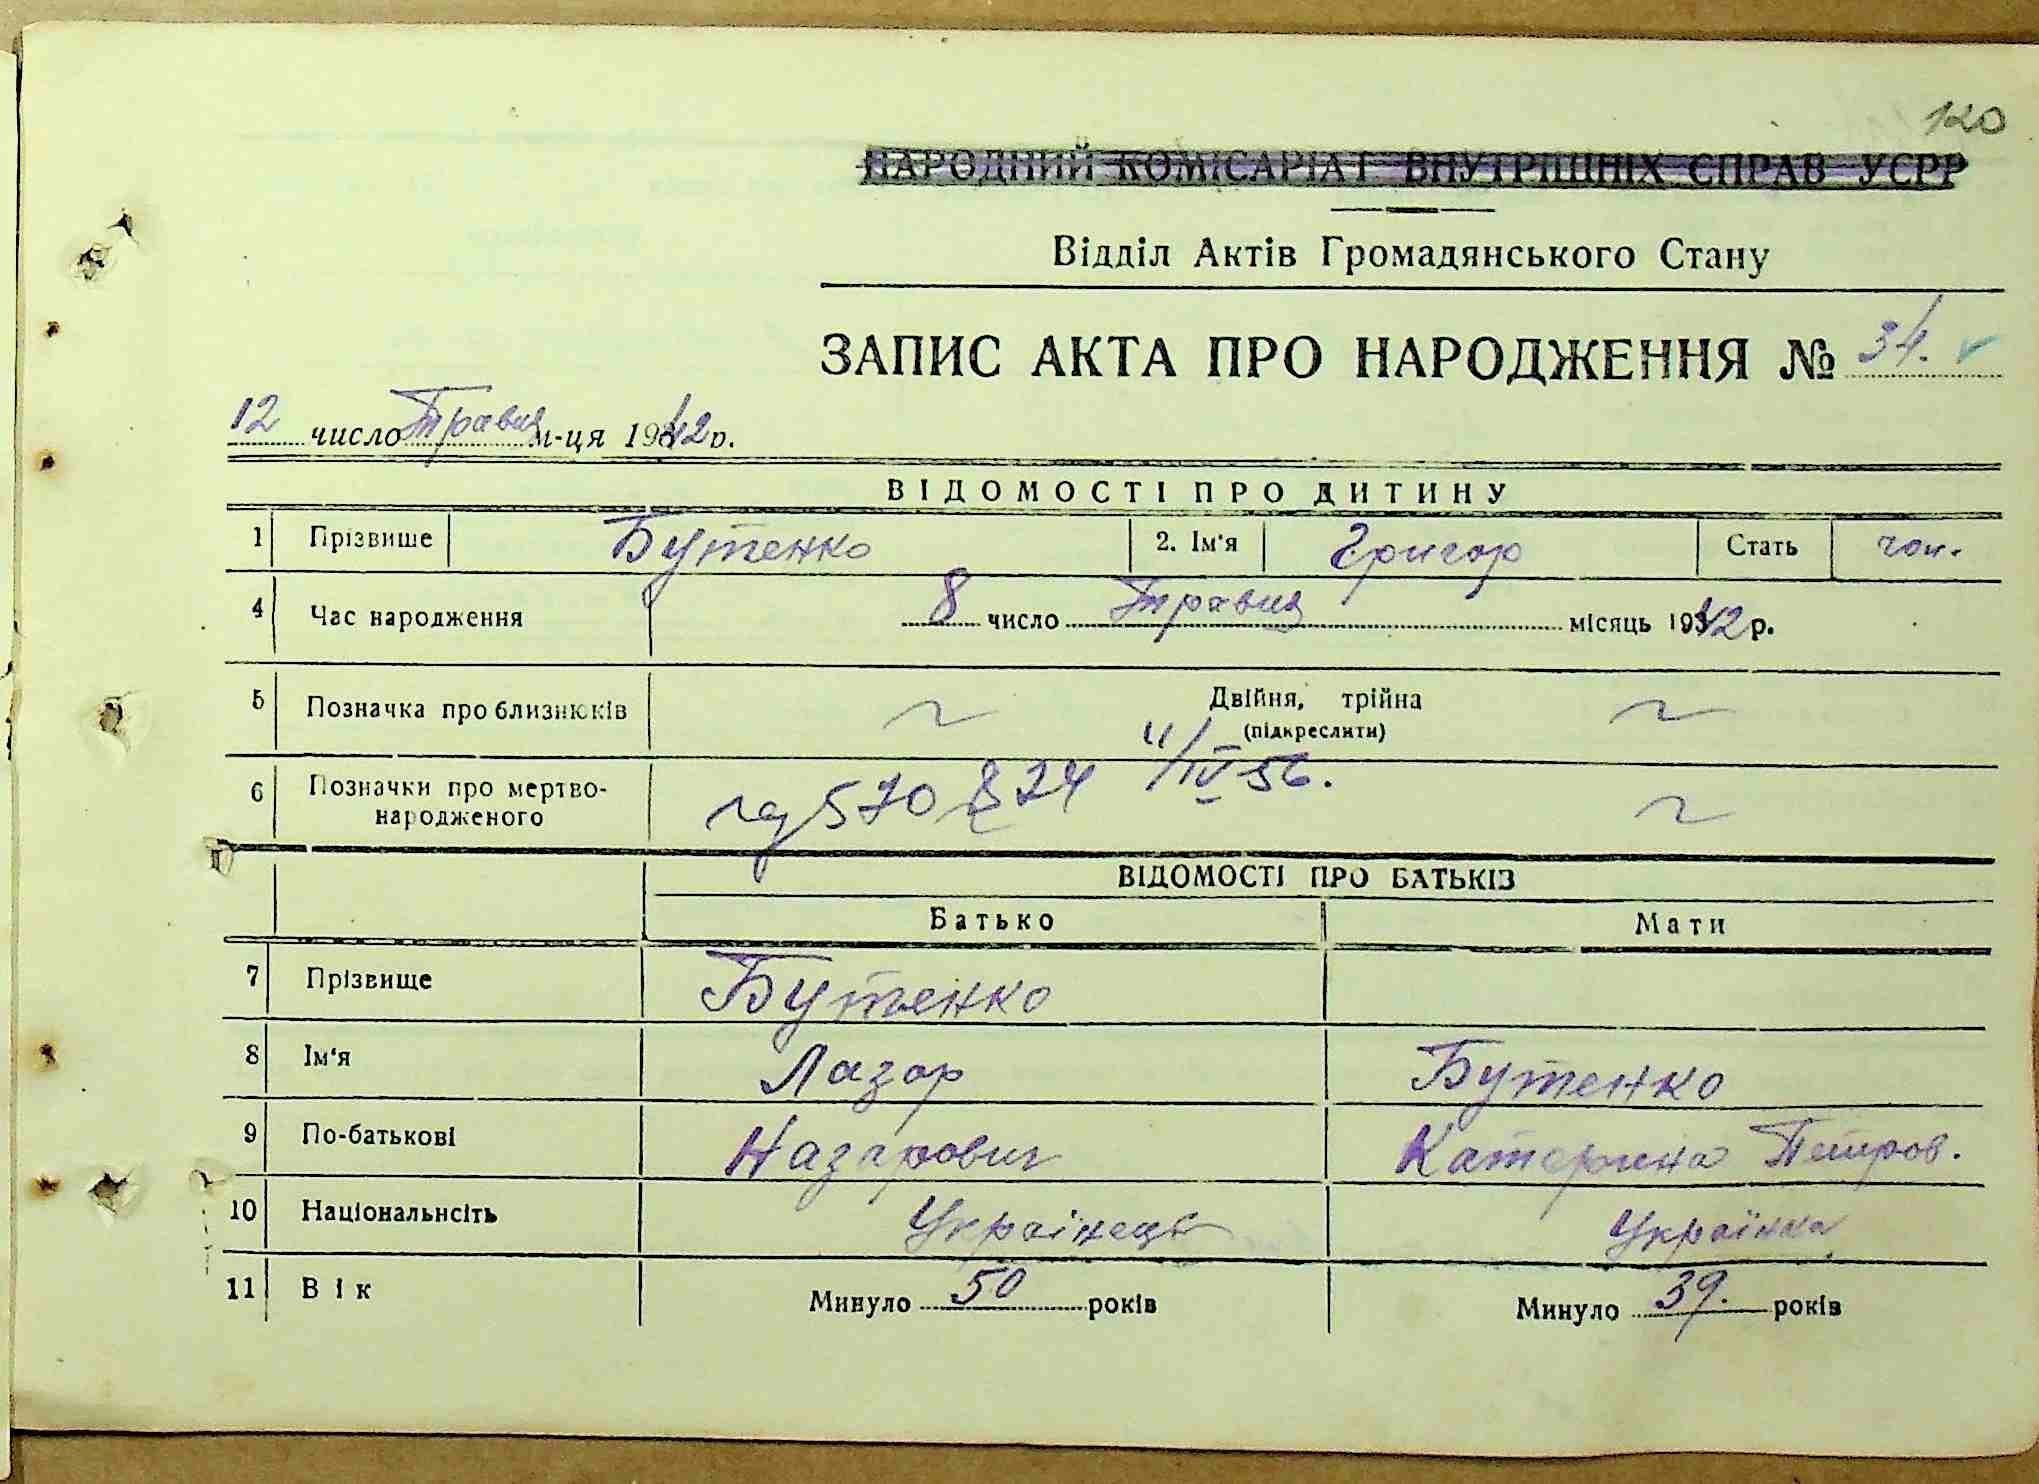 120
НАРОДНИЙ КОМІСАРІАТ ВНУТРІШНІХ СПРАВ УСРР
Відділ Актів Громадянського Стану
ЗАПИС АКТА ПРО НАРОДЖЕННЯ № 34.
12 число Травня м-ця 1942 р.
ВІДОМОСТІ ПРО ДИТИНУ
1 Прізвише Бутенко 2. Ім'я Григор Стать чол.
4 Час народження 8 число Травня місяць 1942 р.
5 Позначка про близнюків Двійня, трійна
(підкреслити)
11/IV 56.
6 Позначки про мертво-
народженого 570824
ВІДОМОСТІ ПРО БАТЬКІВ
Батько Мати
7 Прізвище Бутенко
8 Ім'я Лазар Бутенко
9 По-батькові Назарович Катерина Петров.
10 Національнсіть Українець Українка
11 Вік Минуло 50 років Минуло 39. років